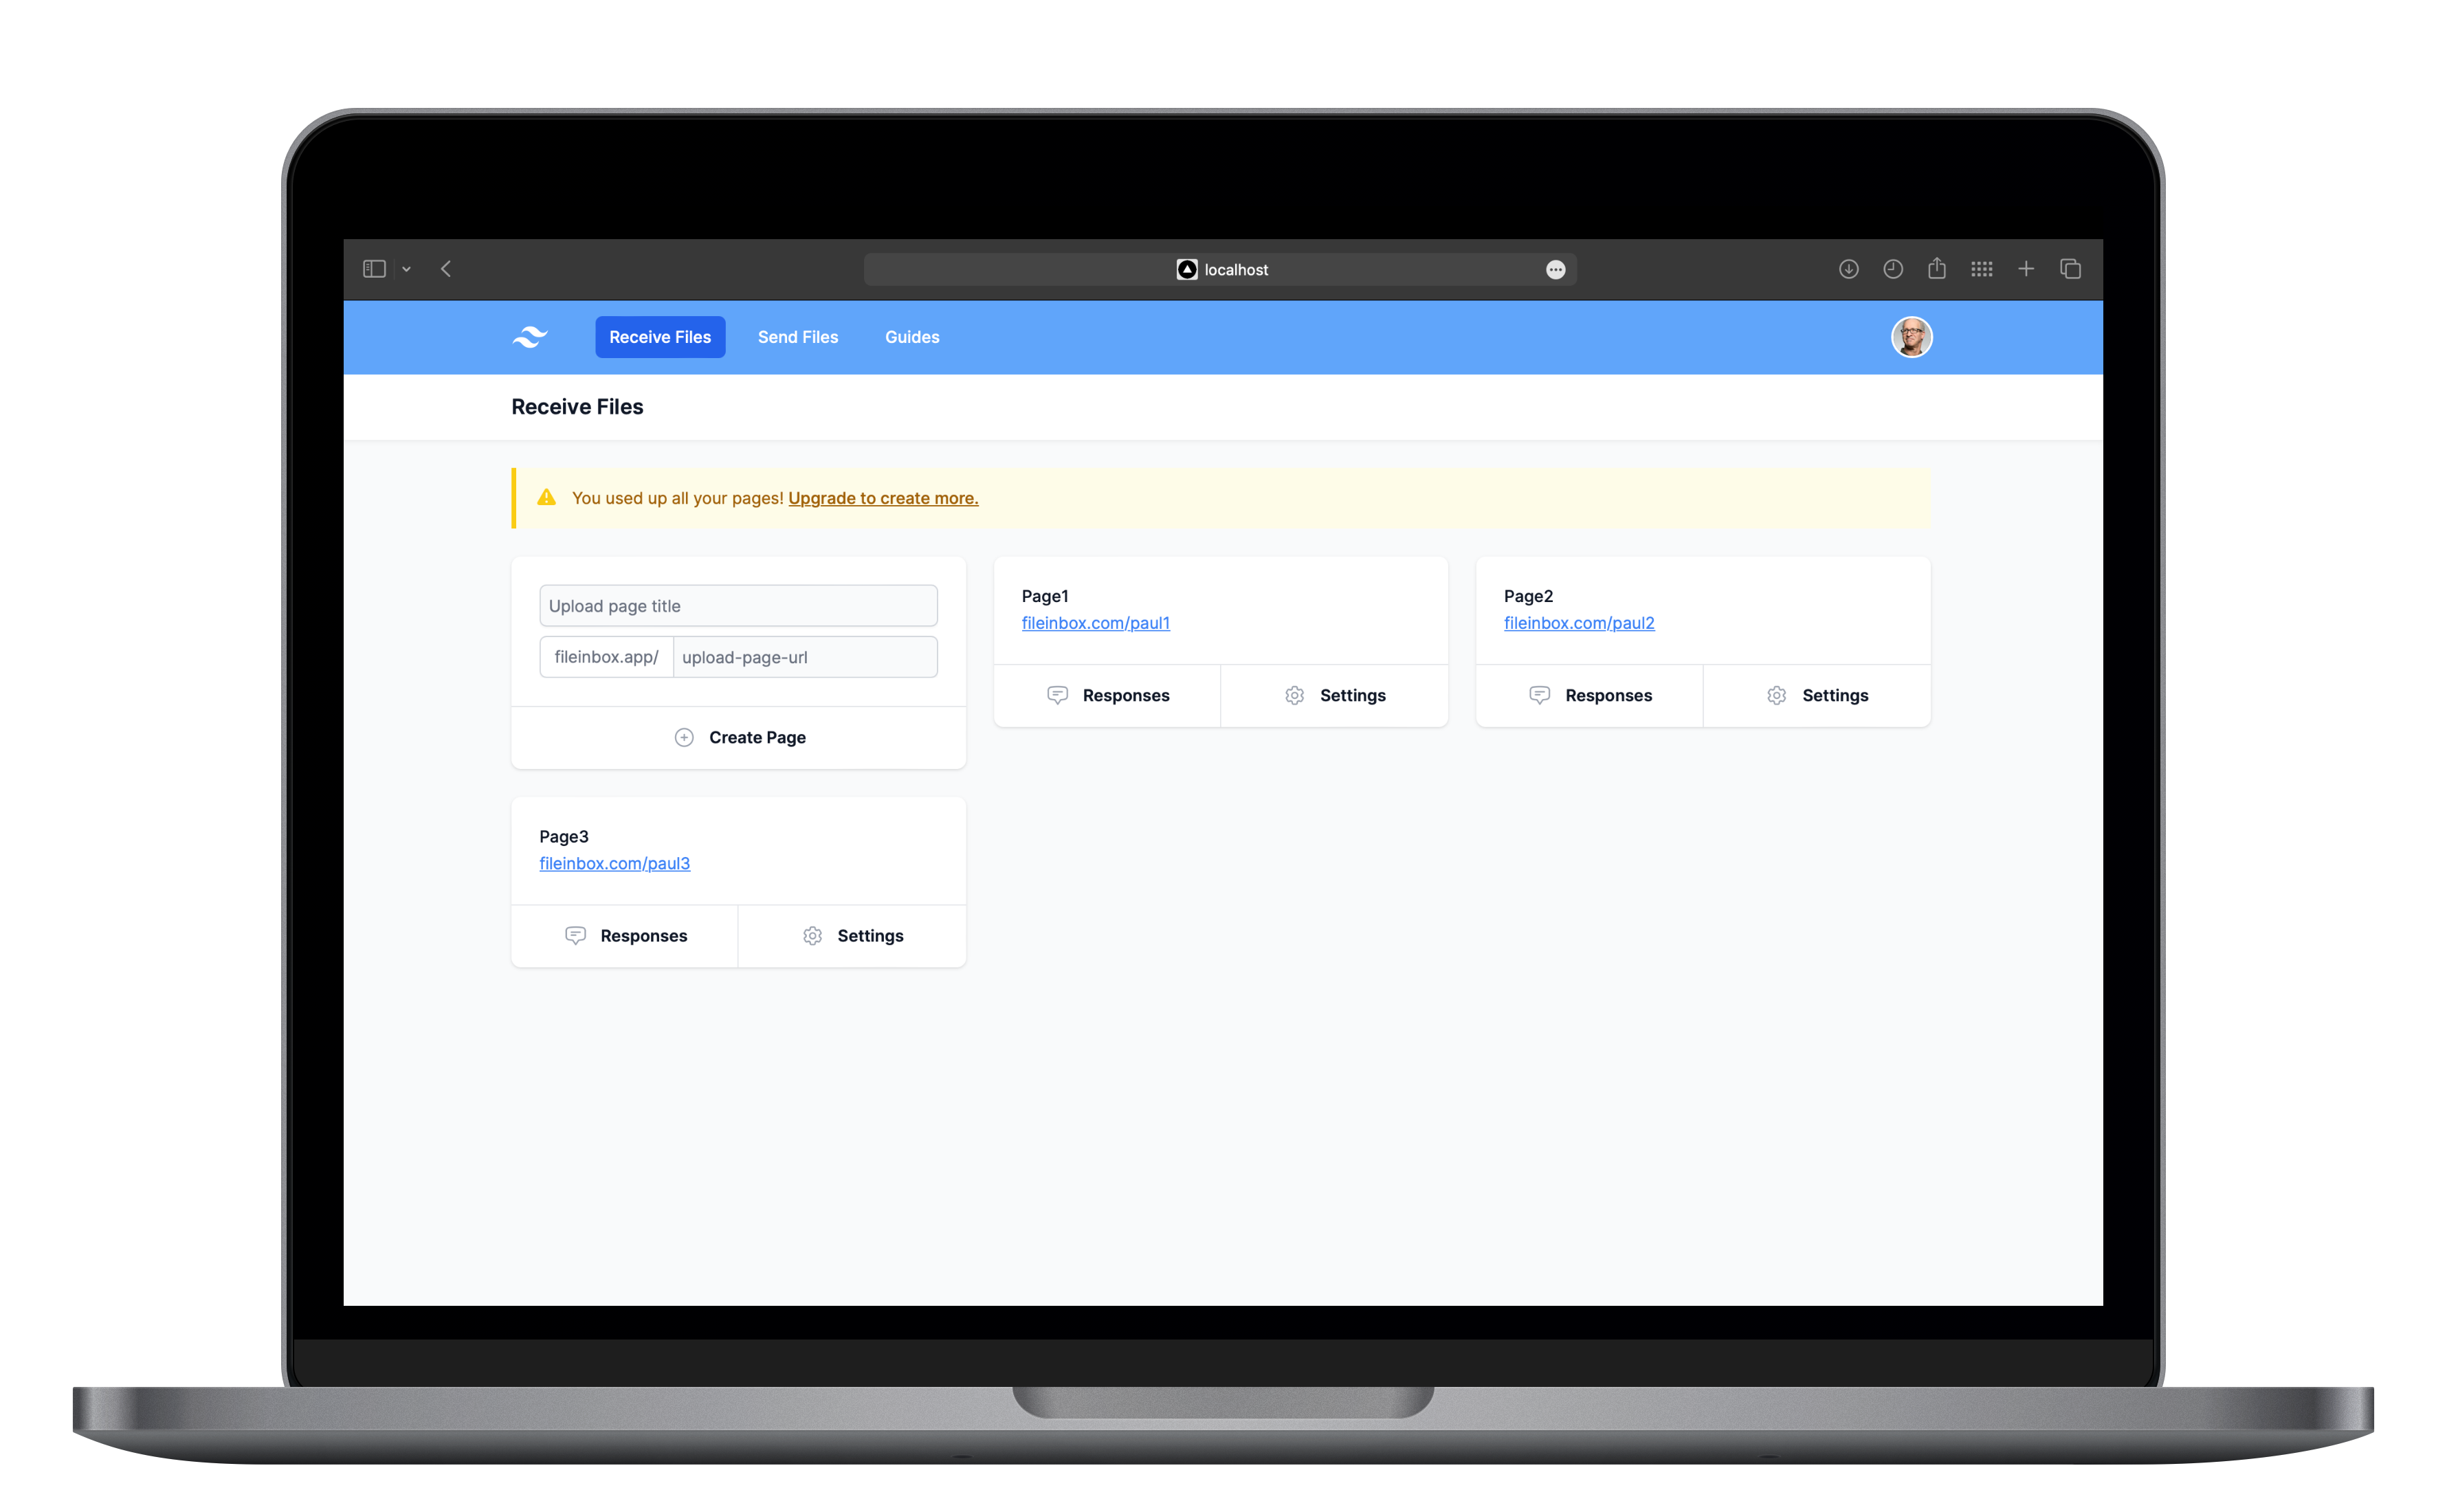 localhost
Receive Files
Send Files
Guides
Receive Files
You used up all your pages! Upgrade to create more.
Upload page title
fileinbox.app/
upload-page-url
Create Page
Page1
fileinbox.com/paul1
Responses
Settings
Page2
fileinbox.com/paul2
Responses
Settings
Page3
fileinbox.com/paul3
Responses
Settings